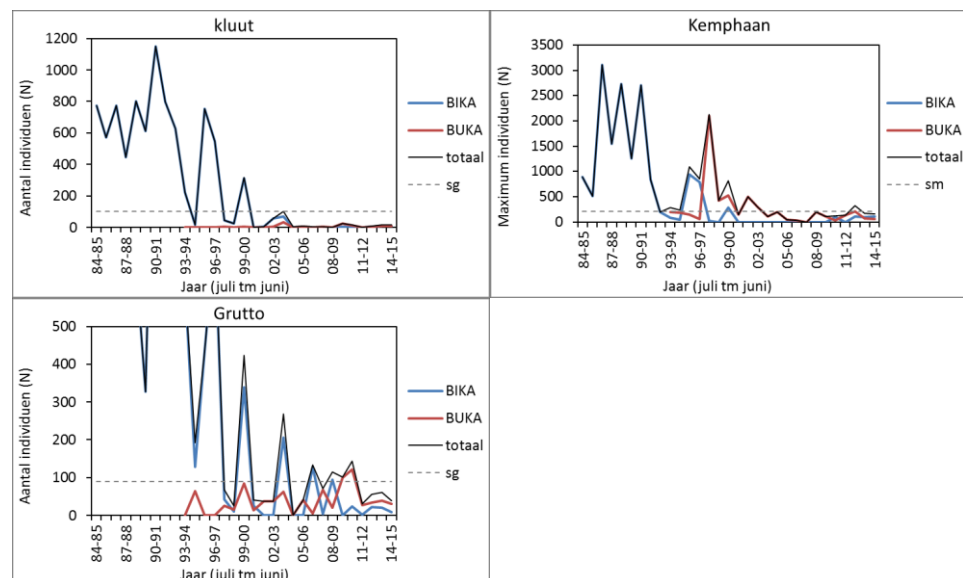 kluut
Aantal individuen (N)
1200
1000
800
600
400
200
0
84-85
87-88
90-91
93-94
96-97
99-00
02-03
05-06
08-09
11-12
14-15
Jaar (juli tm juni)
BIKA
BUKA
totaal
sg
Kemphaan
Maximum individuen (N)
3500
3000
2500
2000
1500
1000
500
0
84-85
87-88
90-91
93-94
96-97
99-00
02-03
05-06
08-09
11-12
14-15
Jaar (juli tm juni)
BIKA
BUKA
totaal
sm
Grutto
Aantal individuen (N)
500
400
300
200
100
0
84-85
87-88
90-91
93-94
96-97
99-00
02-03
05-06
08-09
11-12
14-15
Jaar (juli tm juni)
BIKA
BUKA
totaal
sg